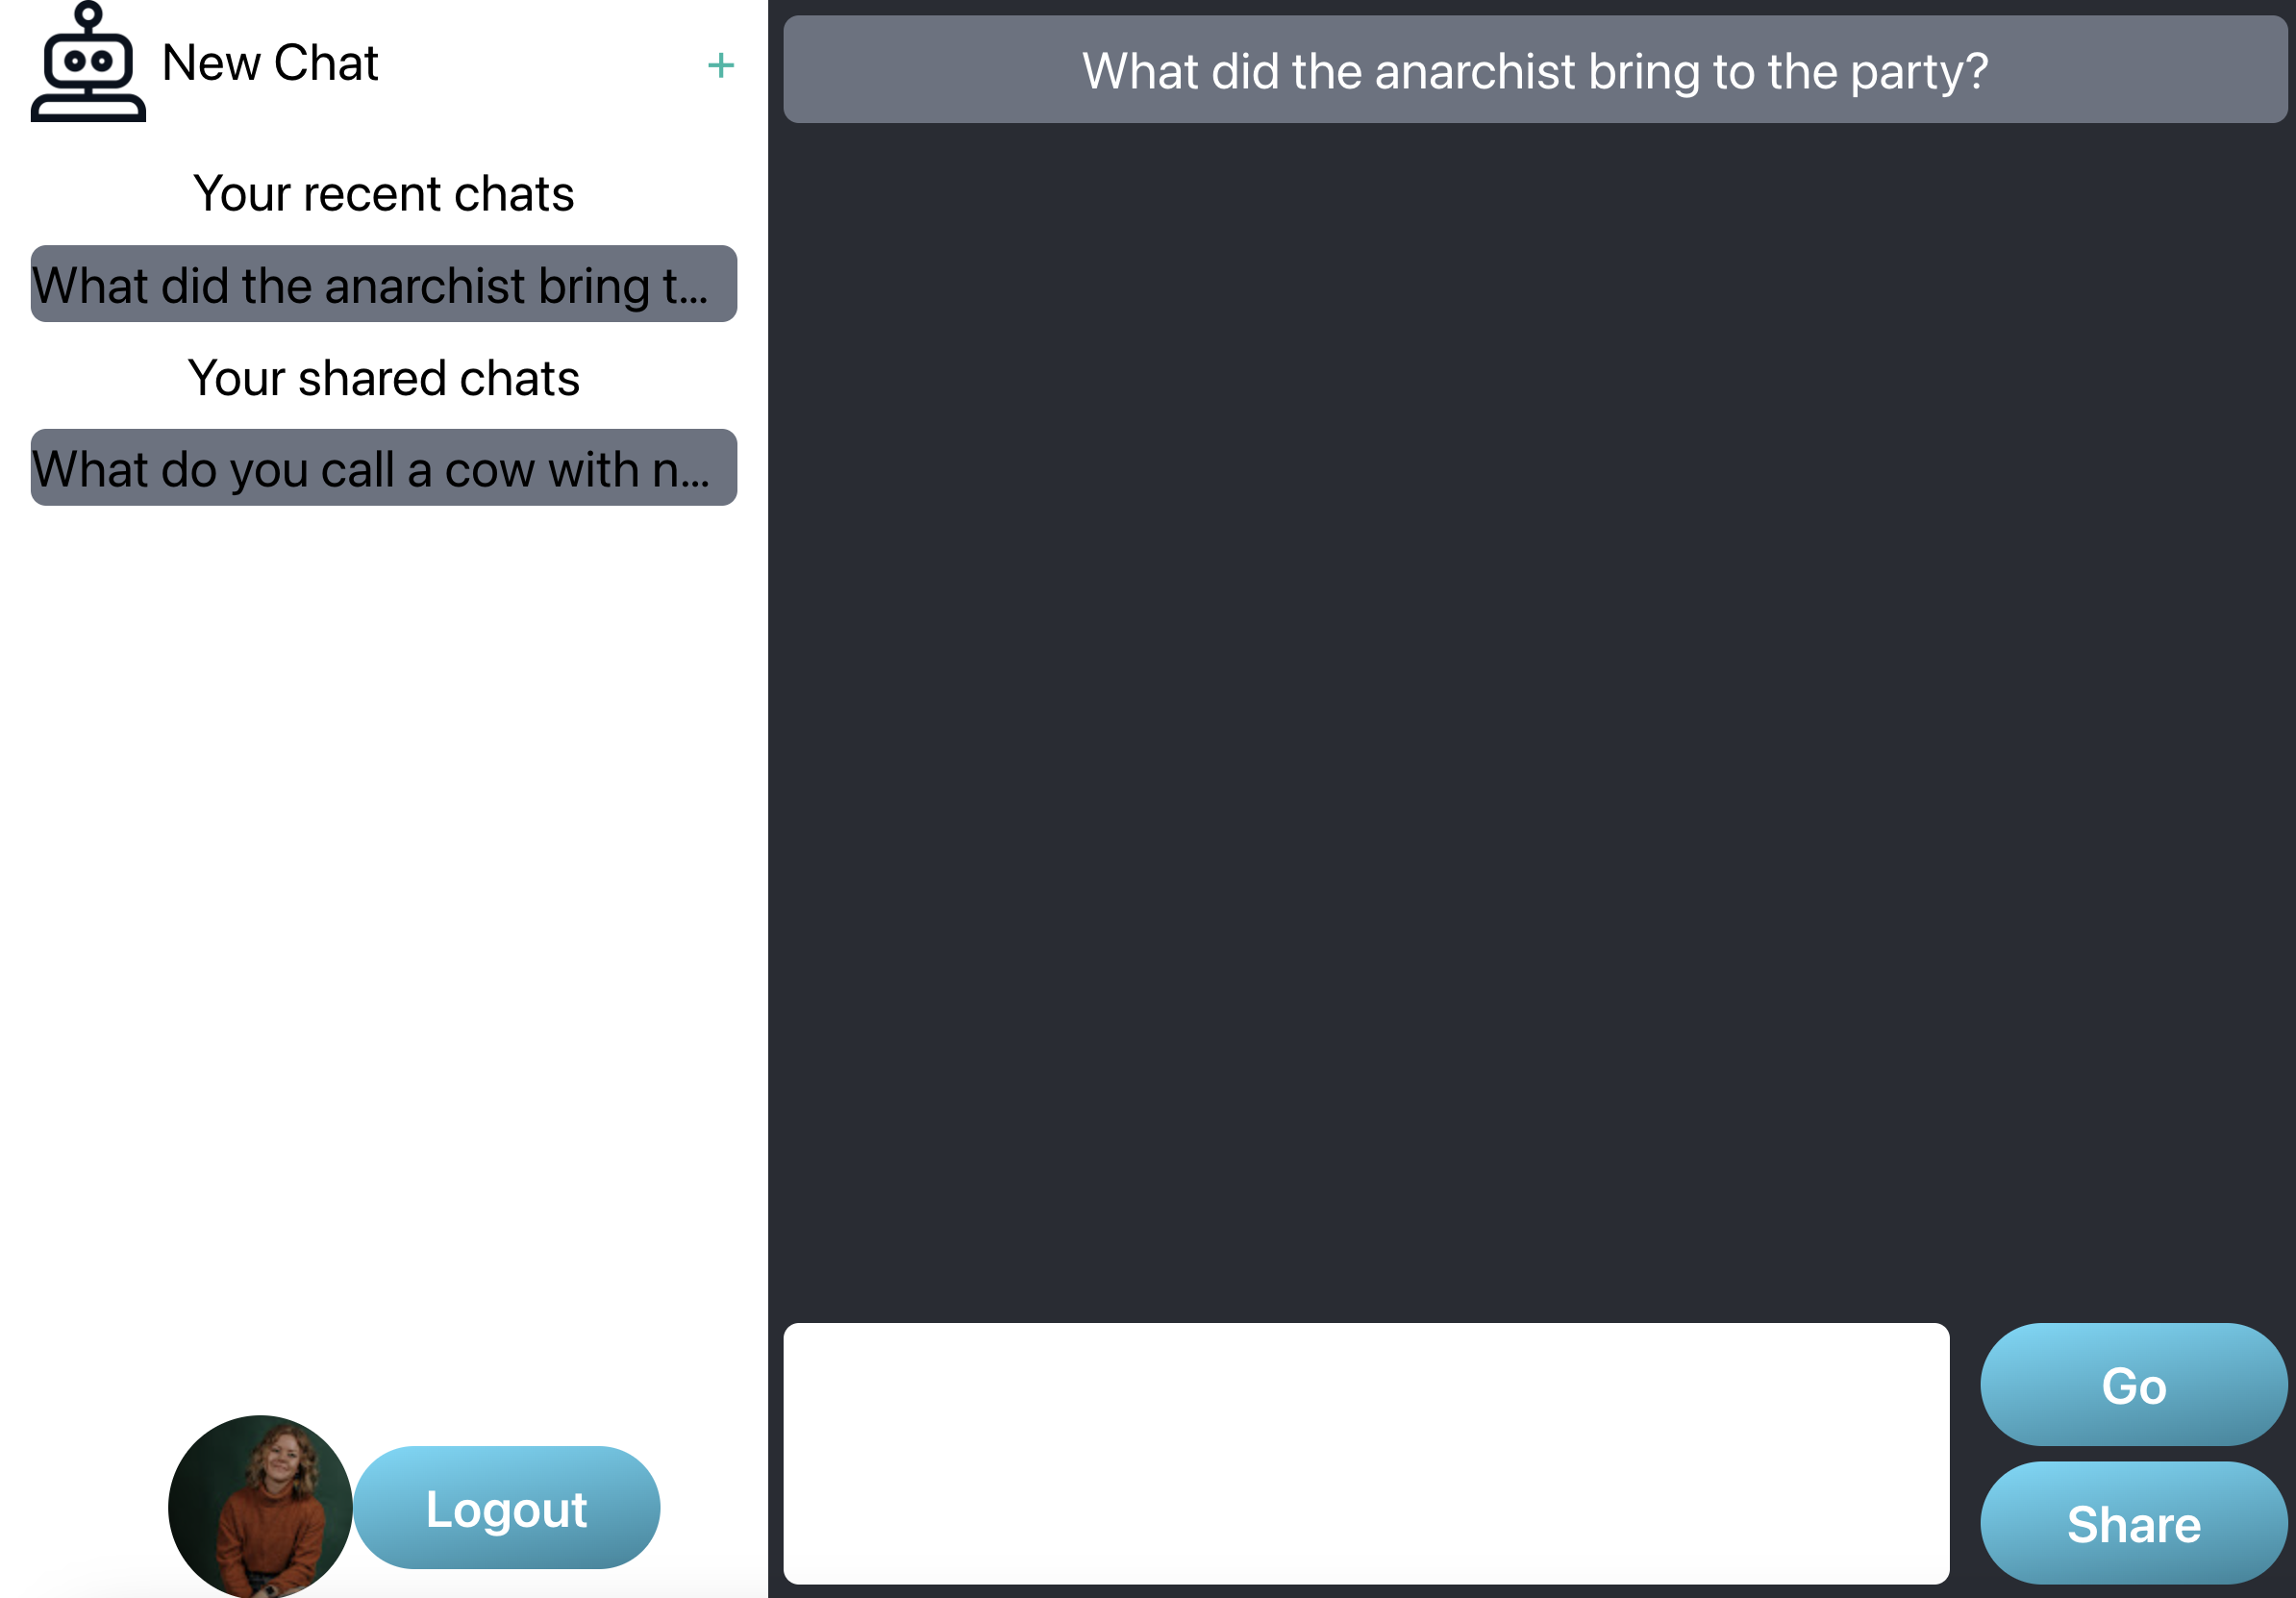 New Chat
+
Your recent chats
What did the anarchist bring t...
Your shared chats
What do you call a cow with n...
Logout
What did the anarchist bring to the party?
Go
Share